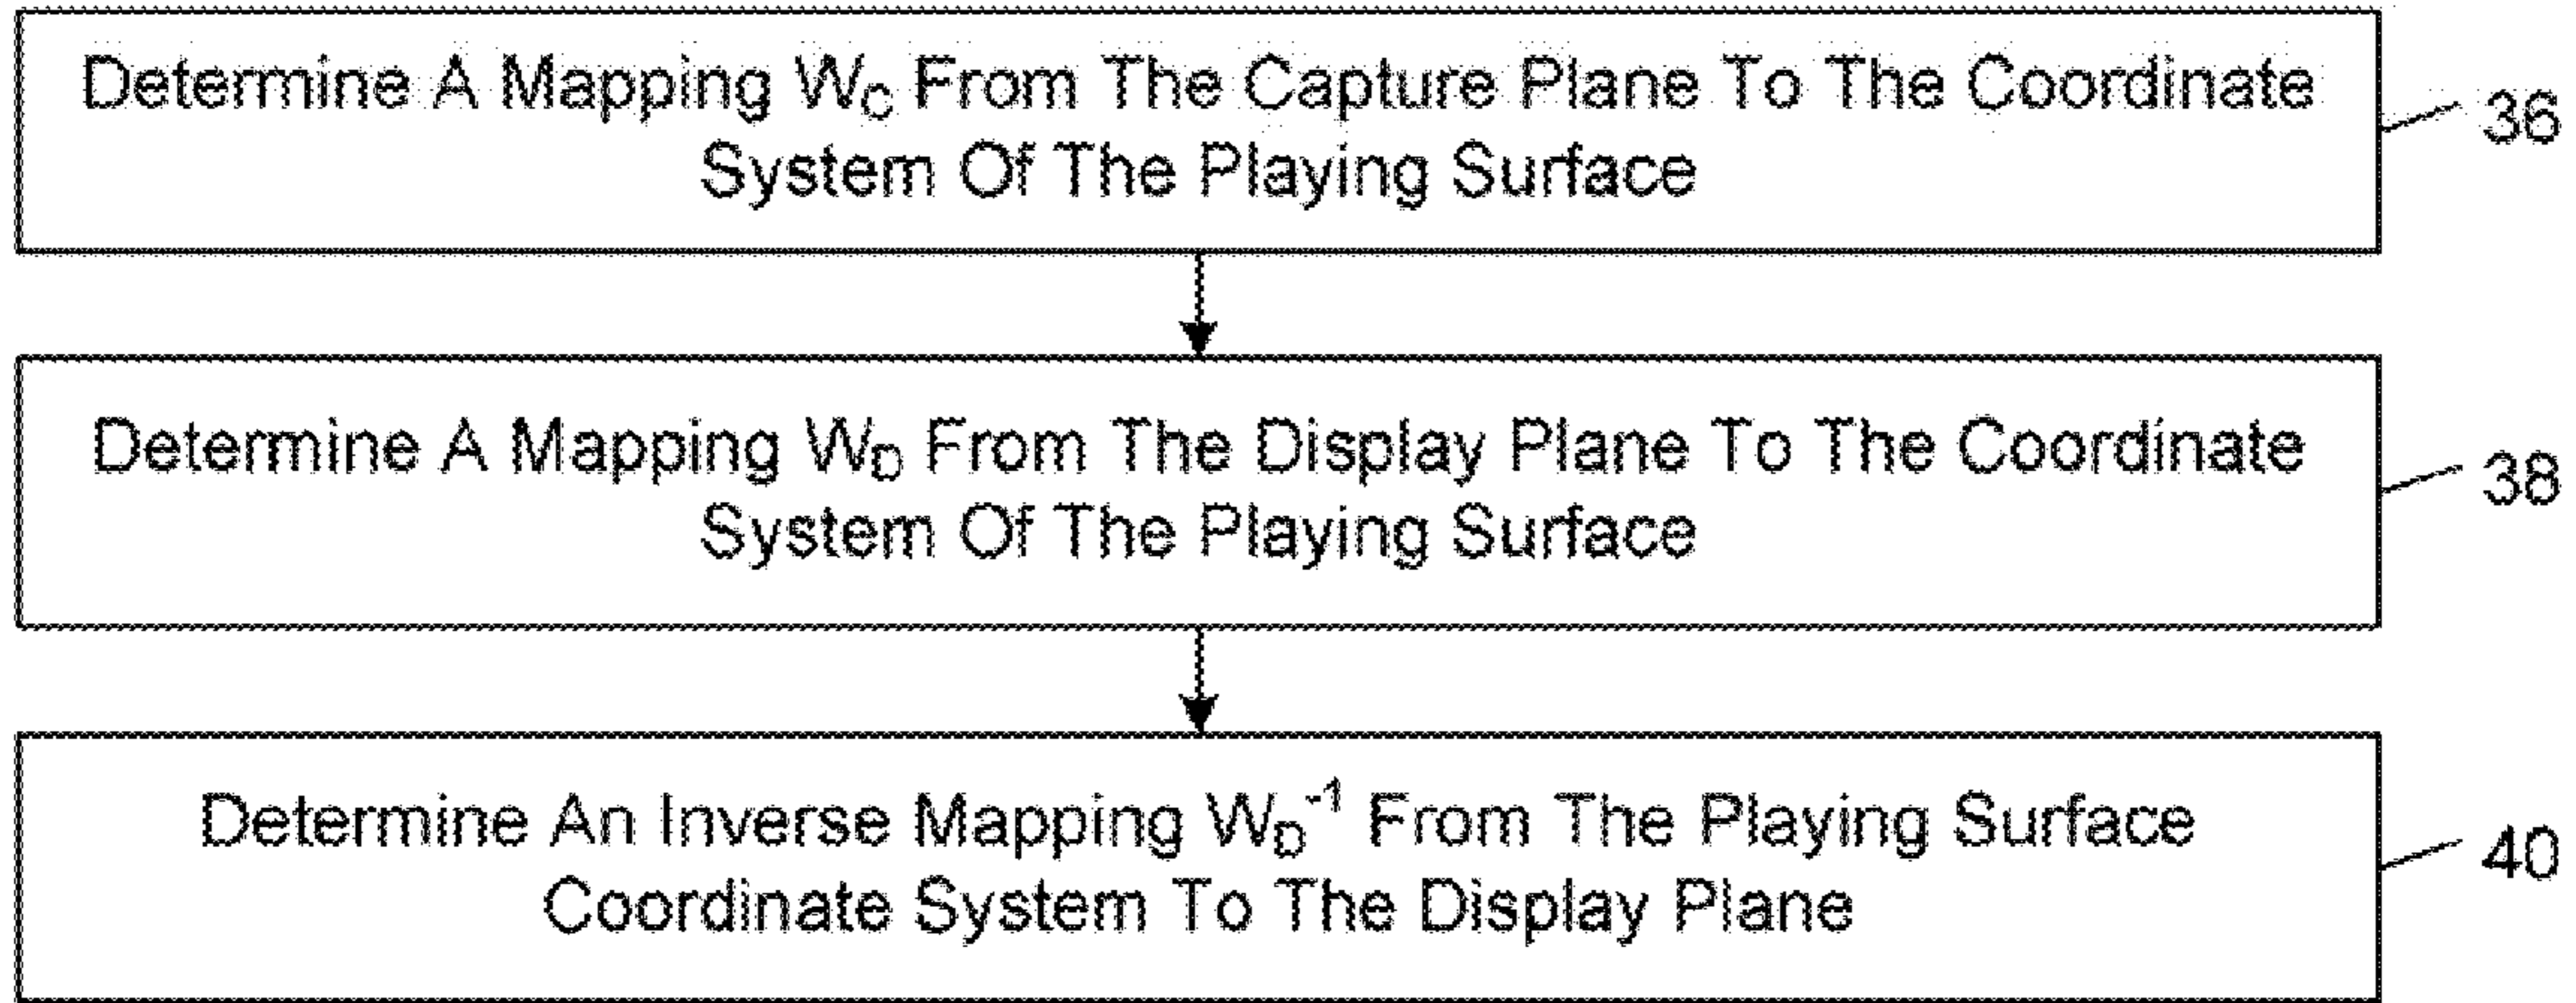 Determine A Mapping W_C From The Capture Plane To The Coordinate
System Of The Playing Surface
36
Determine A Mapping W_D From The Display Plane To The Coordinate
System Of The Playing Surface
38
Determine An Inverse Mapping W_D^-1 From The Playing Surface
Coordinate System To The Display Plane
40